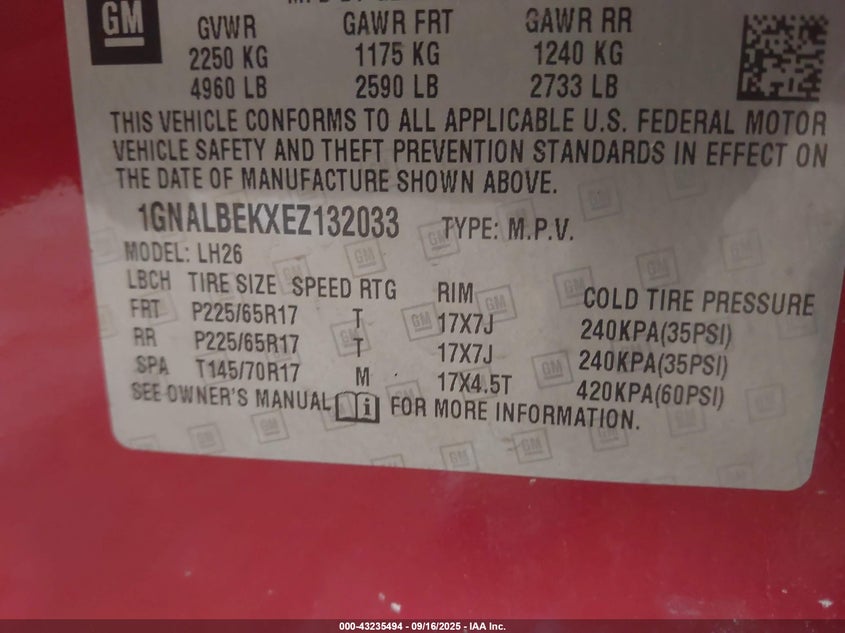 GM
GVWR GAWR FRT GAWR RR
2250 KG 1175 KG 1240 KG
4960 LB 2590 LB 2733 LB
THIS VEHICLE CONFORMS TO ALL APPLICABLE U.S. FEDERAL MOTOR
VEHICLE SAFETY AND THEFT PREVENTION STANDARDS IN EFFECT ON
THE DATE OF MANUFACTURE SHOWN ABOVE.
1GNALBEKXEZ132033 TYPE: M.P.V.
MODEL: LH26
LBCH TIRE SIZE SPEED RTG RIM COLD TIRE PRESSURE
FRT P225/65R17 T 17X7J 240KPA(35PSI)
RR P225/65R17 T 17X7J 240KPA(35PSI)
SPA T145/70R17 M 17X4.5T 420KPA(60PSI)
SEE OWNER'S MANUAL i FOR MORE INFORMATION.
000-43235494 - 09/16/2025 - IAA Inc.